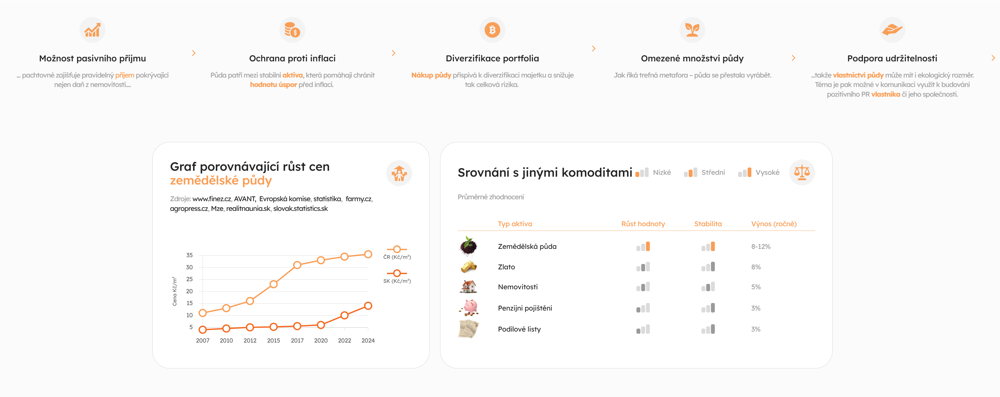 Možnost pasivního příjmu
... pachtovné zajišťuje pravidelný příjem pokrývající
nejen daň z nemovitosti....
Ochrana proti inflaci
Půda patří mezi stabilní aktiva, která pomáhají chránit
hodnotu úspor před inflací.
Diverzifikace portfolia
Nákup půdy přispívá k diverzifikaci majetku a snižuje
tak celková rizika.
Omezené množství půdy
Jak říká trefná metafora – půda se přestala vyrábět.
Podpora udržitelnosti
...takže vlastnictví půdy může mít i ekologický rozměr.
Téma je pak možné v komunikaci využít k budování
pozitivního PR vlastníka či jeho společnosti.
Graf porovnávající růst cen
zemědělské půdy
Zdroje: www.finez.cz, AVANT, Evropská komise, statistika, farmy.cz,
agropress.cz, Mze, realitnaunia.sk, slovak.statistics.sk
Cena Kč/m²
35
30
25
20
15
10
5
2007 2010 2012 2015 2017 2020 2022 2024
ČR (Kč/m²)
SK (Kč/m²)
Srovnání s jinými komoditami Nízké Střední Vysoké
Průměrné zhodnocení
Typ aktiva Růst hodnoty Stabilita Výnos (ročně)
Zemědělská půda 8-12%
Zlato 8%
Nemovitosti 5%
Penzijní pojištění 3%
Podílové listy 3%